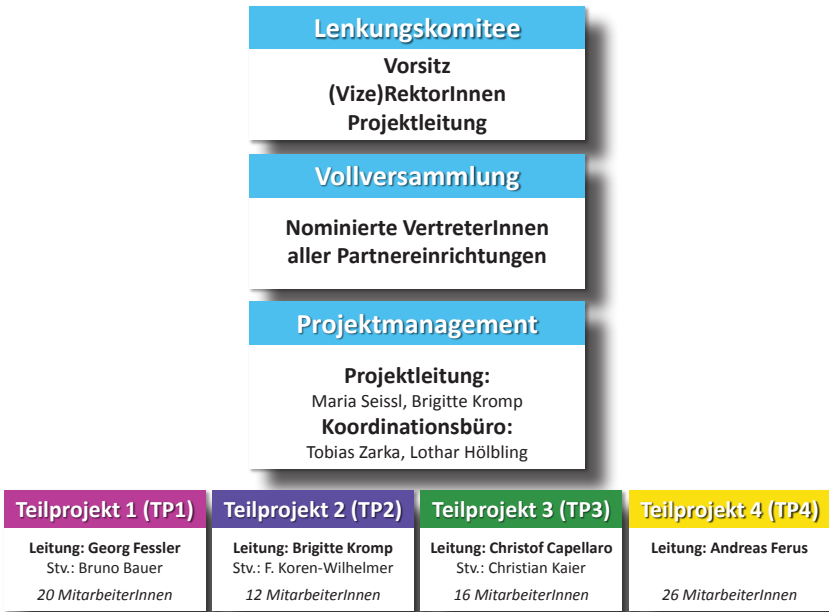 Lenkungskomitee
Vorsitz
(Vize)RektorInnen
Projektleitung
Vollversammlung
Nominierte VertreterInnen
aller Partnereinrichtungen
Projektmanagement
Projektleitung:
Maria Seissl, Brigitte Kromp
Koordinationsbüro:
Tobias Zarka, Lothar Hölbling
Teilprojekt 1 (TP1)
Leitung: Georg Fessler
Stv.: Bruno Bauer
20 MitarbeiterInnen
Teilprojekt 2 (TP2)
Leitung: Brigitte Kromp
Stv.: F. Koren-Wilhelmer
12 MitarbeiterInnen
Teilprojekt 3 (TP3)
Leitung: Christof Capellaro
Stv.: Christian Kaier
16 MitarbeiterInnen
Teilprojekt 4 (TP4)
Leitung: Andreas Ferus
26 MitarbeiterInnen